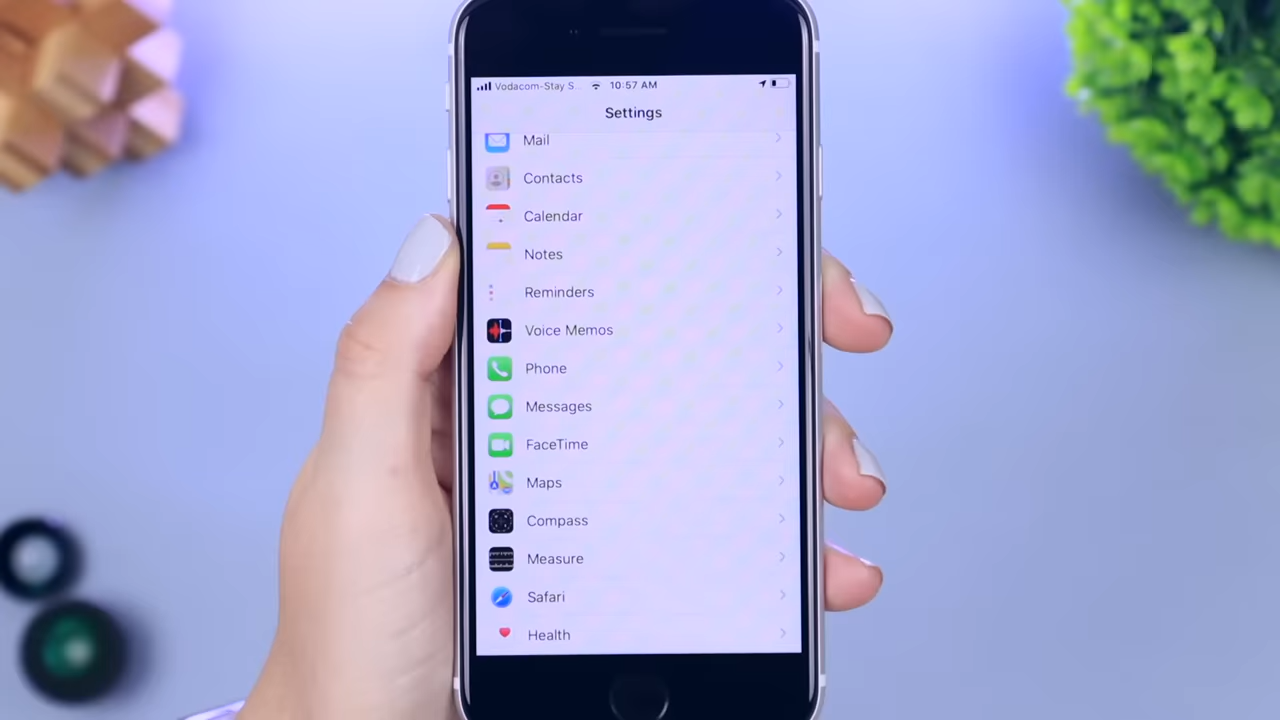 Vodacom-Stay S... 10:57 AM
Settings
Mail
Contacts
Calendar
Notes
Reminders
Voice Memos
Phone
Messages
FaceTime
Maps
Compass
Measure
Safari
Health